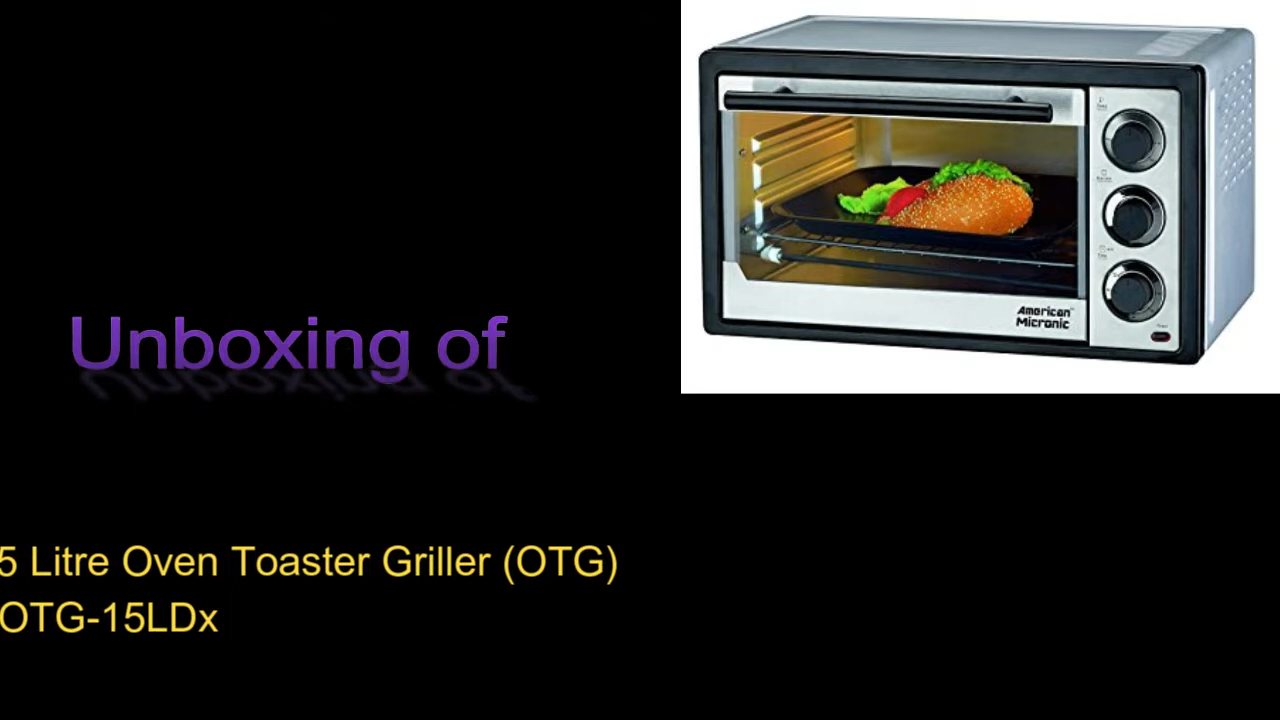 Unboxing of
American
Micronic
5 Litre Oven Toaster Griller (OTG)
OTG-15LDx